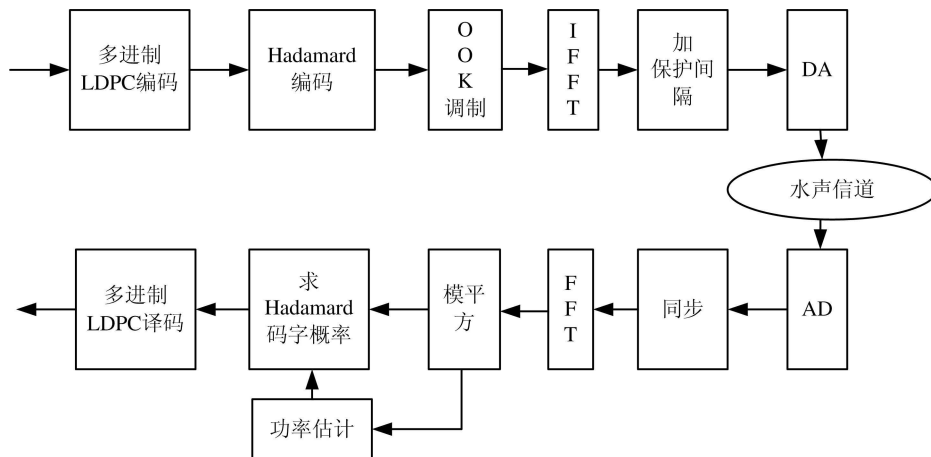 多进制
LDPC编码
Hadamard
编码
O
O
K
调制
I
F
F
T
加
保护间
隔
DA
水声信道
多进制
LDPC译码
求
Hadamard
码字概率
模平
方
F
F
T
同步
AD
功率估计